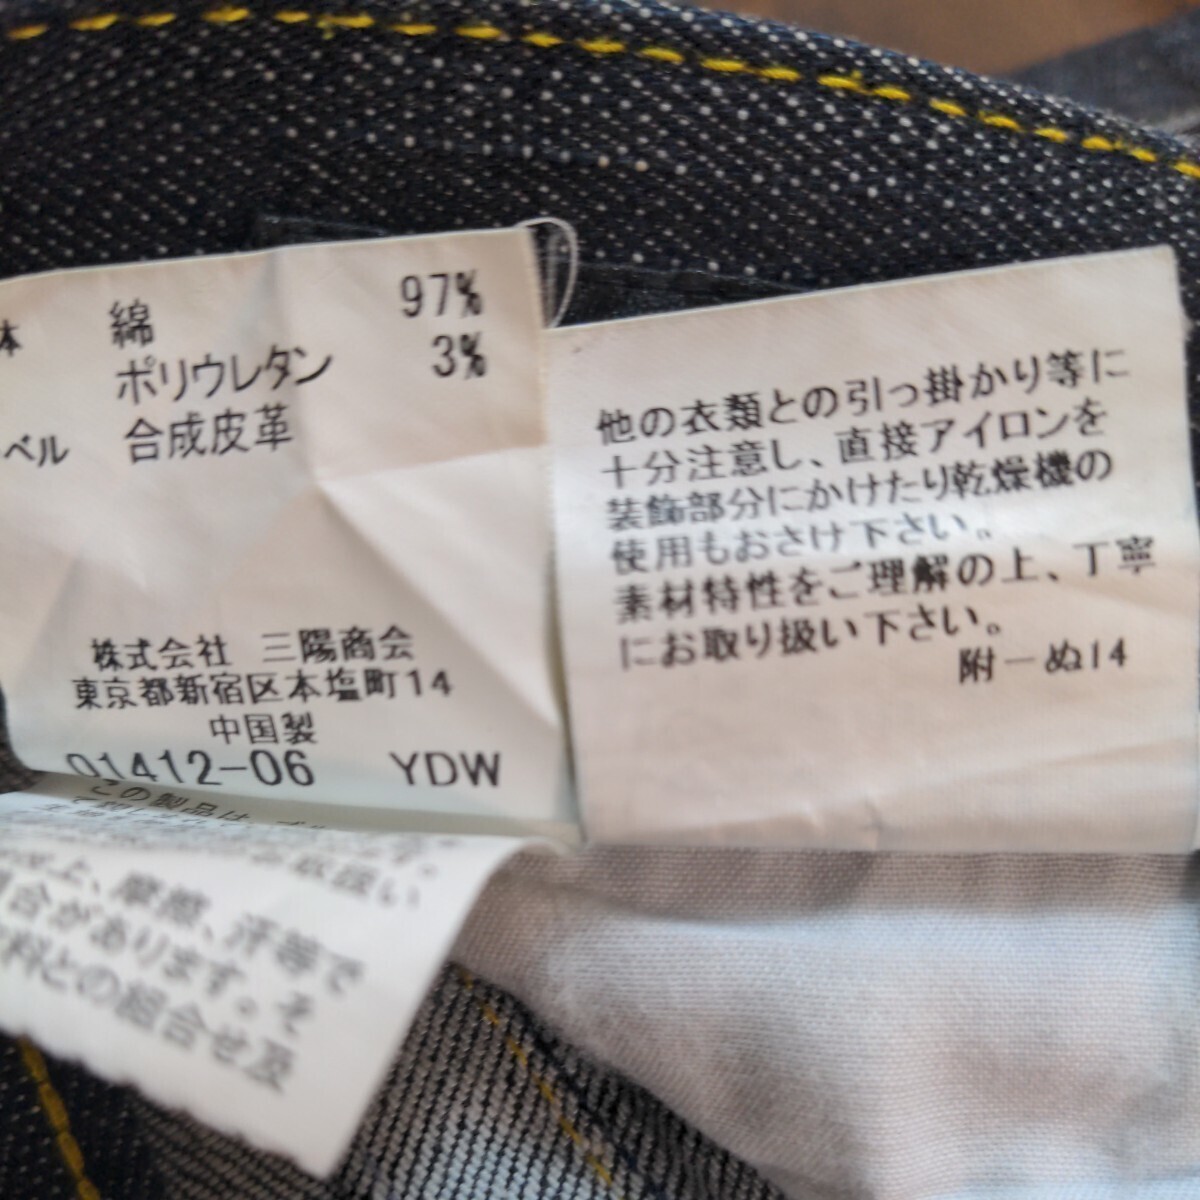 体 綿 97%
ポリウレタン 3%
ベル 合成皮革
株式会社 三陽商会
東京都新宿区本塩町14
中国製
01412-06 YDW
他の衣類との引っ掛かり等に
十分注意し、直接アイロンを
装飾部分にかけたり乾燥機の
使用もおさけ下さい。
素材特性をご理解の上、丁寧
にお取り扱い下さい。
附-ぬ14
この製品は、
取扱い
以上、摩擦、汗等で
合があります。そ
料との組合せ及